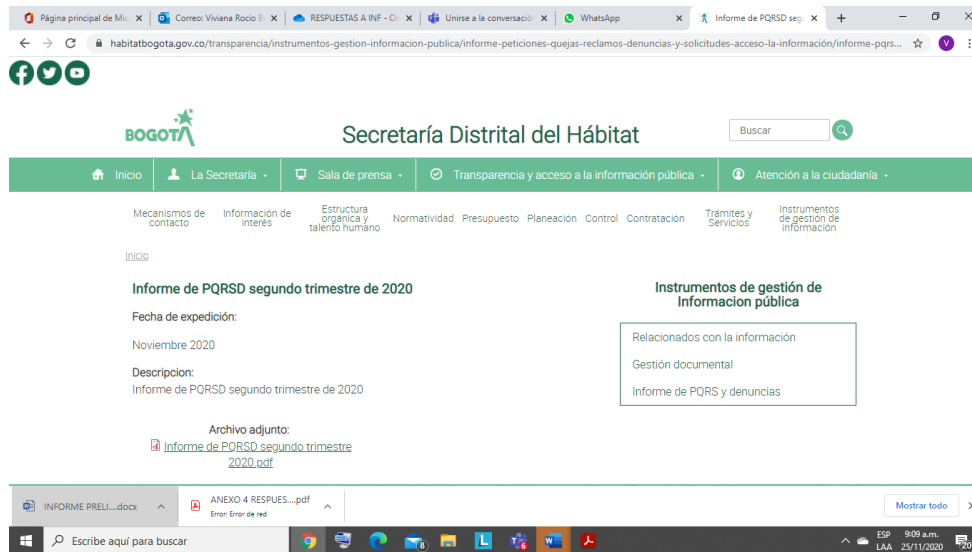 Página principal de Mic
Correo: Viviana Rocio B
RESPUESTAS A INF - On
Unirse a la conversació
WhatsApp
Informe de PQRSD seg
habitatbogota.gov.co/transparencia/instrumentos-gestion-informacion-publica/informe-peticiones-quejas-reclamos-denuncias-y-solicitudes-acceso-la-información/informe-pqrs...
V
BOGOTÁ
Secretaría Distrital del Hábitat
Buscar
Inicio
La Secretaría
Sala de prensa
Transparencia y acceso a la información pública
Atención a la ciudadanía
Mecanismos de
contacto
Información de
interés
Estructura
orgánica y
talento humano
Normatividad
Presupuesto
Planeación
Control
Contratación
Trámites y
Servicios
Instrumentos
de gestión de
información
Inicio
Informe de PQRSD segundo trimestre de 2020
Fecha de expedición:
Noviembre 2020
Descripcion:
Informe de PQRSD segundo trimestre de 2020
Archivo adjunto:
Informe de PQRSD segundo trimestre
2020.pdf
Instrumentos de gestión de
Informacion pública
Relacionados con la información
Gestión documental
Informe de PQRS y denuncias
INFORME PRELI....docx
ANEXO 4 RESPUES....pdf
Error: Error de red
Mostrar todo
Escribe aquí para buscar
ESP
LAA
9:09 a.m.
25/11/2020